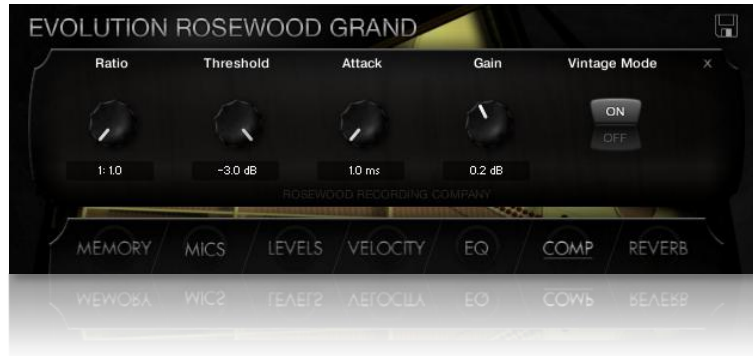 EVOLUTION ROSEWOOD GRAND
Ratio Threshold Attack Gain Vintage Mode x
ON
OFF
1: 1.0 -3.0 dB 1.0 ms 0.2 dB
ROSEWOOD RECORDING COMPANY
MEMORY MICS LEVELS VELOCITY EQ COMP REVERB